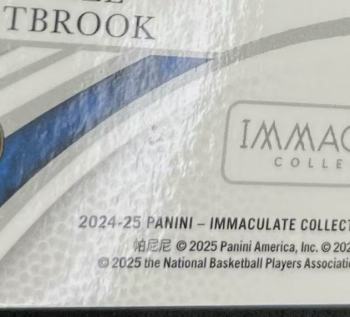 TBROOK
IMMAC
COLLE
2024-25 PANINI – IMMACULATE COLLECT
帕尼尼 © 2025 Panini America, Inc. © 202
© 2025 the National Basketball Players Associatio